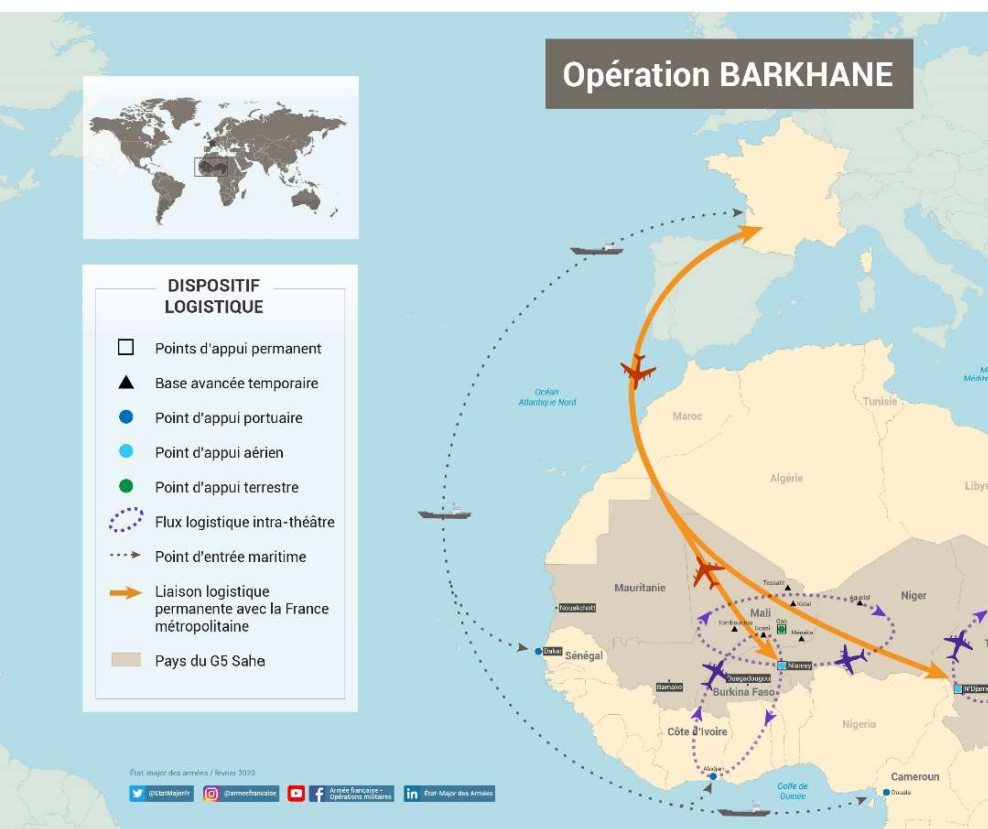 Opération BARKHANE
DISPOSITIF
LOGISTIQUE
Points d'appui permanent
Base avancée temporaire
Point d'appui portuaire
Point d'appui aérien
Point d'appui terrestre
Flux logistique intra-théâtre
Point d'entrée maritime
Liaison logistique
permanente avec la France
métropolitaine
Pays du G5 Sahe
Océan
Atlantique Nord
Maroc
Tunisie
Algérie
Liby
Mauritanie
Nouakchott
Tessalit
Kidal
Mali
Tombouctou
Gossi
Gao
Ménaka
Aguelal
Niger
Dakar
Sénégal
Niamey
Bamako
Ouagadougou
Burkina Faso
N'Djam
Côte d'Ivoire
Nigeria
Abidjan
Golfe de
Guinée
Cameroun
Douala
État-major des armées / février 2020
@EtatMajorFr
@armeefrancaise
Armée française -
Opérations militaires
État-Major des Armées